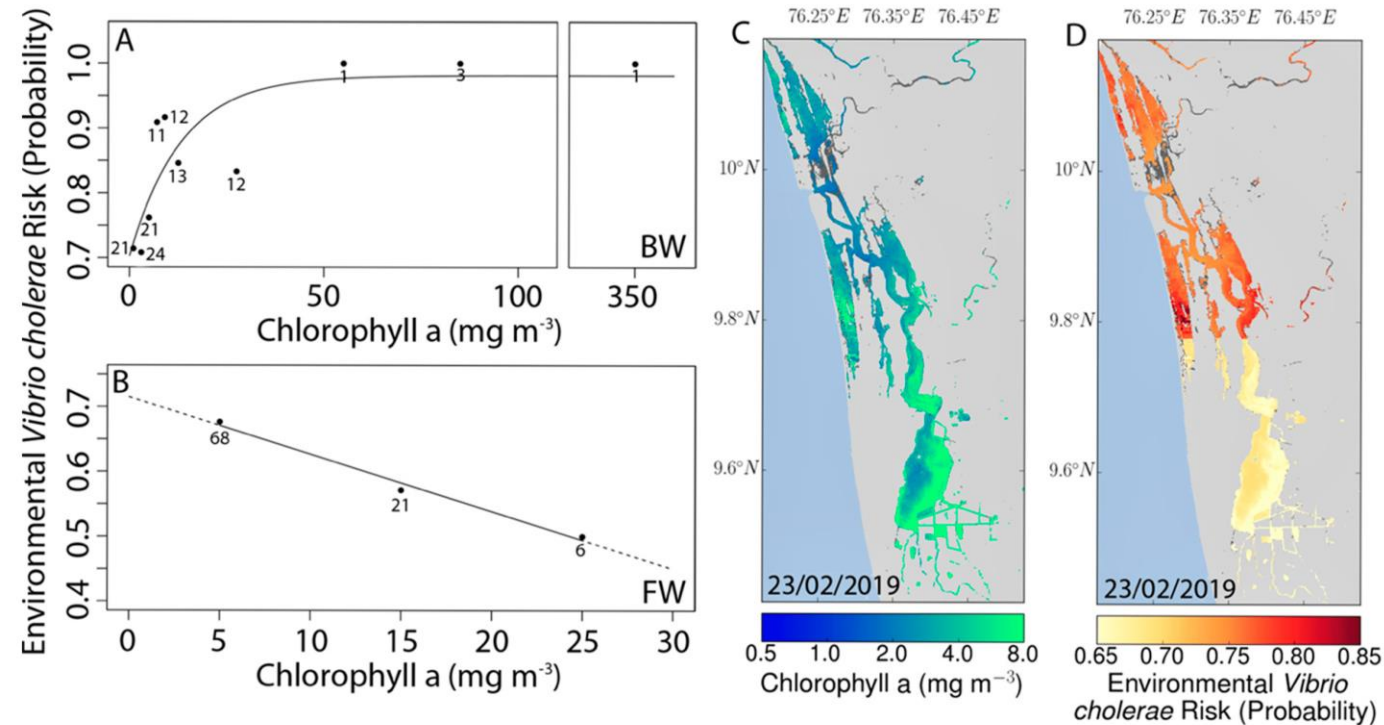 Environmental Vibrio cholerae Risk (Probability)
A
1.0
0.9
0.8
0.7
21
24
21
11
12
13
12
1
3
1
BW
0
50
100
350
Chlorophyll a (mg m⁻³)
B
0.7
0.6
0.5
0.4
68
21
6
FW
0
5
10
15
20
25
30
Chlorophyll a (mg m⁻³)
C
76.25°E
76.35°E
76.45°E
10°N
9.8°N
9.6°N
23/02/2019
0.5
1.0
2.0
4.0
8.0
Chlorophyll a (mg m⁻³)
D
76.25°E
76.35°E
76.45°E
10°N
9.8°N
9.6°N
23/02/2019
0.65
0.70
0.75
0.80
0.85
Environmental Vibrio
cholerae Risk (Probability)